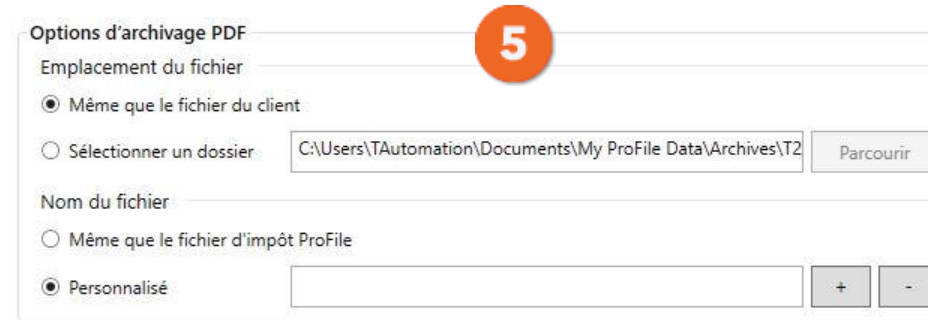 Options d’archivage PDF
5
Emplacement du fichier
Même que le fichier du client
Sélectionner un dossier C:\Users\TAutomation\Documents\My ProFile Data\Archives\T2 Parcourir
Nom du fichier
Même que le fichier d'impôt ProFile
Personnalisé + -